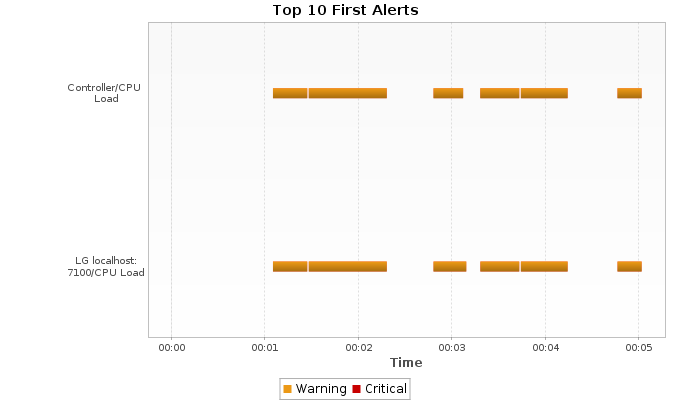 Top 10 First Alerts
Controller/CPU
Load
LG localhost:
7100/CPU Load
00:00 00:01 00:02 00:03 00:04 00:05
Time
Warning Critical